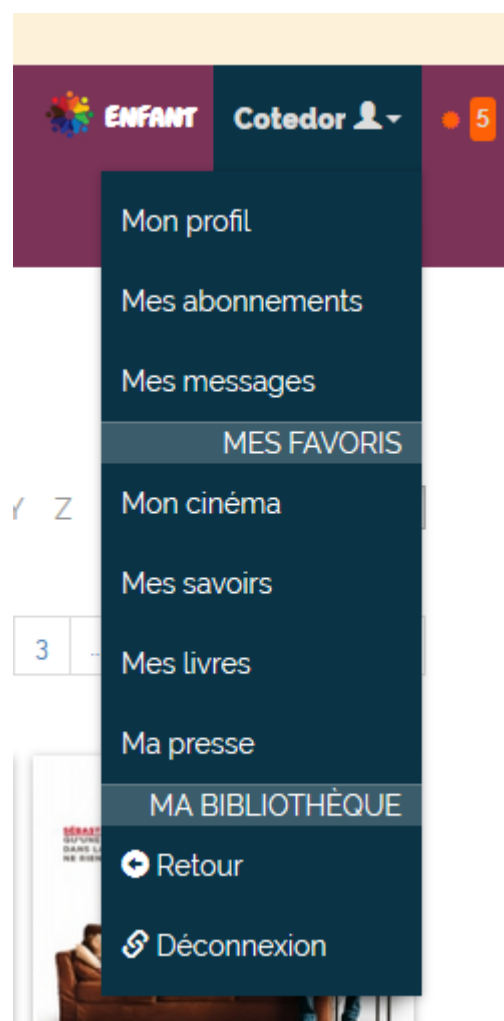 ENFANT Cotedor 5
Mon profil
Mes abonnements
Mes messages
MES FAVORIS
Y Z
Mon cinéma
Mes savoirs
3 ..
Mes livres
Ma presse
MA BIBLIOTHÈQUE
Retour
Déconnexion